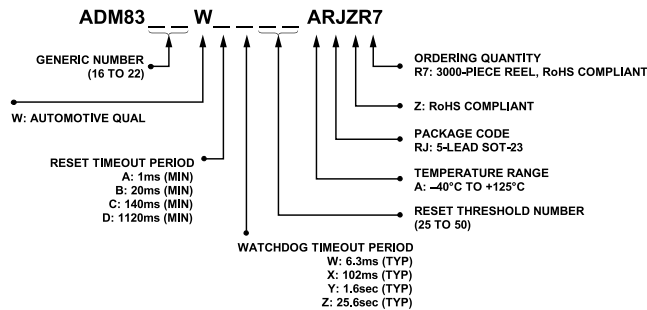 ADM83_ _ W_ _ _ _ ARJZR7
GENERIC NUMBER
(16 TO 22)
W: AUTOMOTIVE QUAL
RESET TIMEOUT PERIOD
A: 1ms (MIN)
B: 20ms (MIN)
C: 140ms (MIN)
D: 1120ms (MIN)
WATCHDOG TIMEOUT PERIOD
W: 6.3ms (TYP)
X: 102ms (TYP)
Y: 1.6sec (TYP)
Z: 25.6sec (TYP)
ORDERING QUANTITY
R7: 3000-PIECE REEL, RoHS COMPLIANT
Z: RoHS COMPLIANT
PACKAGE CODE
RJ: 5-LEAD SOT-23
TEMPERATURE RANGE
A: –40°C TO +125°C
RESET THRESHOLD NUMBER
(25 TO 50)